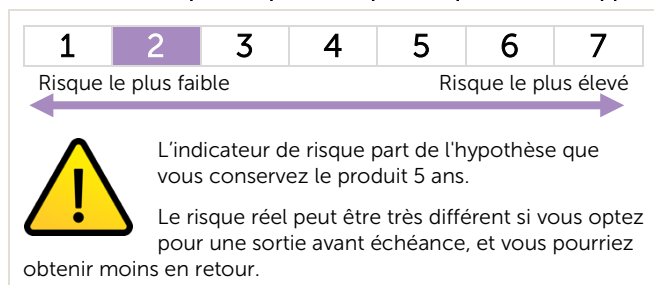 1 2 3 4 5 6 7
Risque le plus faible Risque le plus élevé
L’indicateur de risque part de l'hypothèse que
vous conservez le produit 5 ans.
Le risque réel peut être très différent si vous optez
pour une sortie avant échéance, et vous pourriez
obtenir moins en retour.